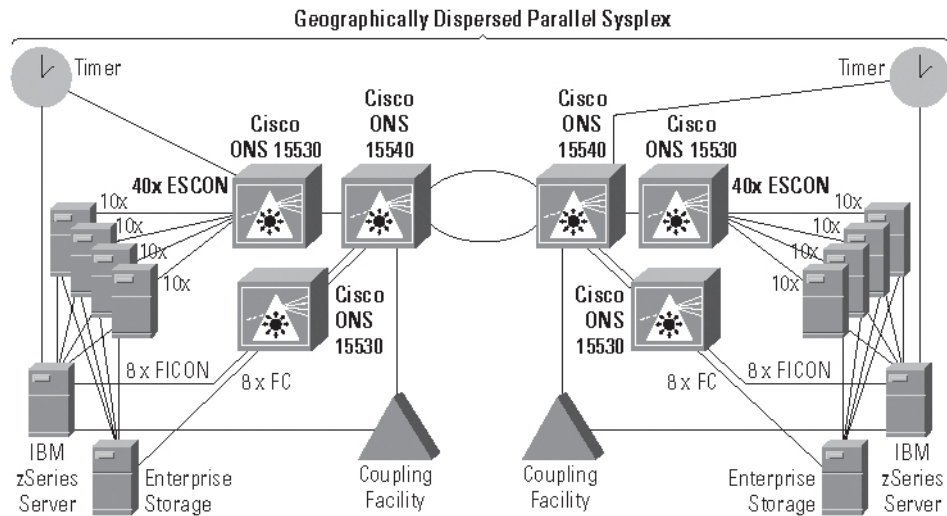 Geographically Dispersed Parallel Sysplex
Timer
Timer
Cisco
ONS 15530
Cisco
ONS
15540
Cisco
ONS
15540
Cisco
ONS 15530
40x ESCON
40x ESCON
10x
10x
10x
10x
10x
10x
10x
10x
Cisco
ONS
15530
Cisco
ONS
15530
8 x FICON
8 x FC
8 x FC
8 x FICON
IBM
zSeries
Server
Enterprise
Storage
Coupling
Facility
Coupling
Facility
Enterprise
Storage
IBM
zSeries
Server